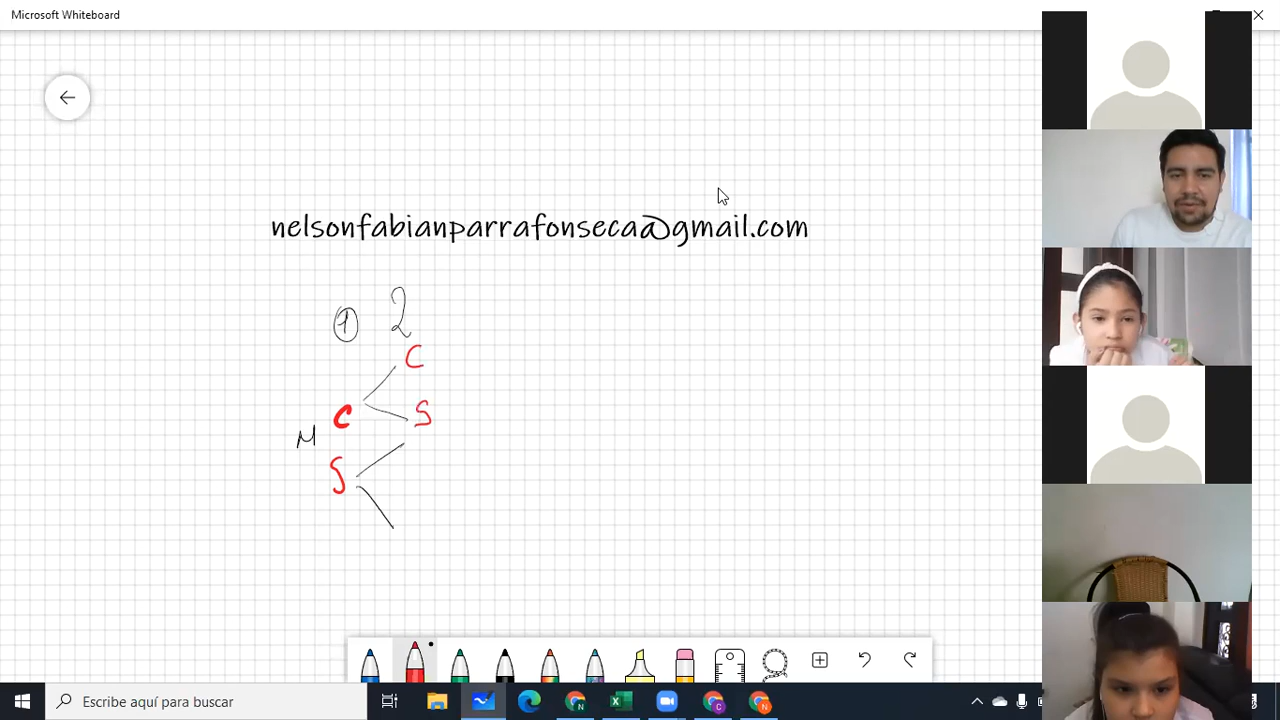 Microsoft Whiteboard
nelsonfabianparrafonseca@gmail.com
1 2
C
C S
M
S
Escribe aquí para buscar